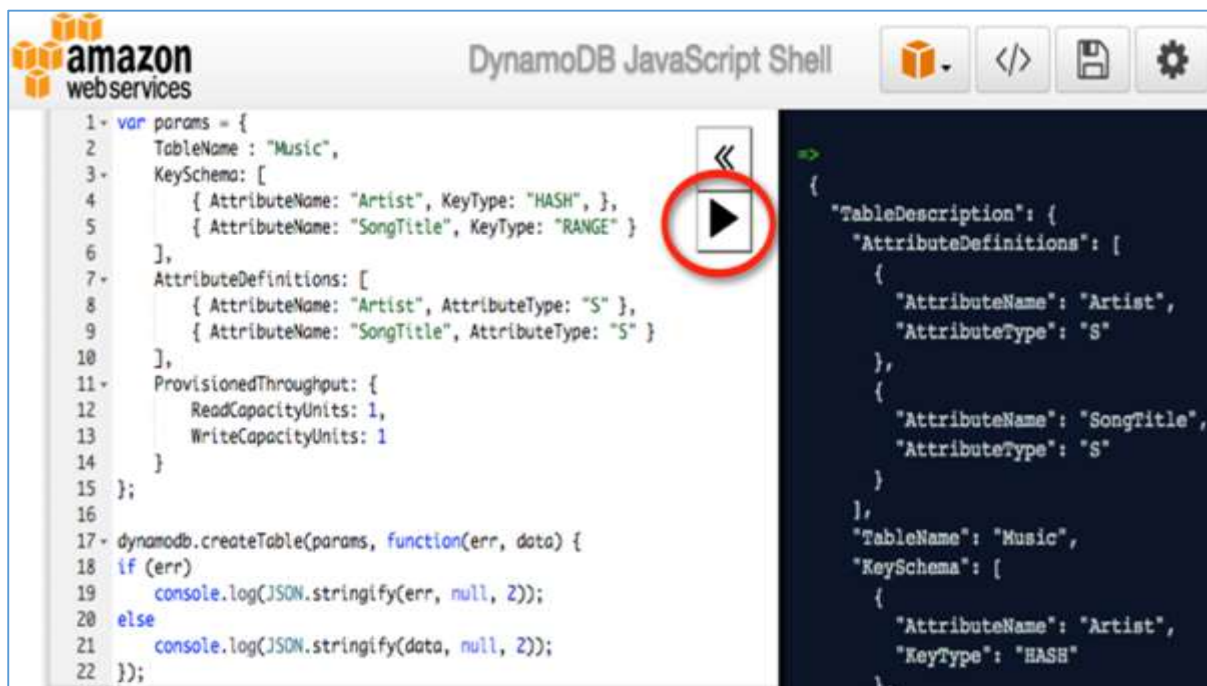 amazon
webservices
DynamoDB JavaScript Shell
</>
1 var params = {
2 TableName : "Music",
3 KeySchema: [
4 { AttributeName: "Artist", KeyType: "HASH", },
5 { AttributeName: "SongTitle", KeyType: "RANGE" }
6 ],
7 AttributeDefinitions: [
8 { AttributeName: "Artist", AttributeType: "S" },
9 { AttributeName: "SongTitle", AttributeType: "S" }
10 ],
11 ProvisionedThroughput: {
12 ReadCapacityUnits: 1,
13 WriteCapacityUnits: 1
14 }
15 };
16
17 dynamodb.createTable(params, function(err, data) {
18 if (err)
19 console.log(JSON.stringify(err, null, 2));
20 else
21 console.log(JSON.stringify(data, null, 2));
22 });
=>
{
"TableDescription": {
"AttributeDefinitions": [
{
"AttributeName": "Artist",
"AttributeType": "S"
},
{
"AttributeName": "SongTitle",
"AttributeType": "S"
}
],
"TableName": "Music",
"KeySchema": [
{
"AttributeName": "Artist",
"KeyType": "HASH"
}